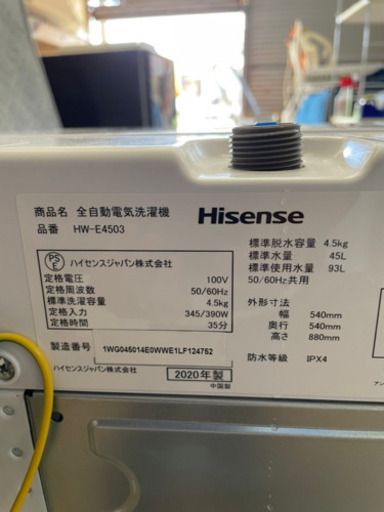 商品名 全自動電気洗濯機
品番 HW-E4503
Hisense
PS
E
ハイセンスジャパン株式会社
定格電圧 100V
定格周波数 50/60Hz
標準洗濯容量 4.5kg
定格入力 345/390W
定格時間 35分
標準脱水容量 4.5kg
標準水量 45L
標準使用水量 93L
50/60Hz共用
外形寸法
幅 540mm
奥行 540mm
高さ 880mm
防水等級 IPX4
製造番号 1WG045014E0WWE1LF124752
ハイセンスジャパン株式会社
2020年製
中国製